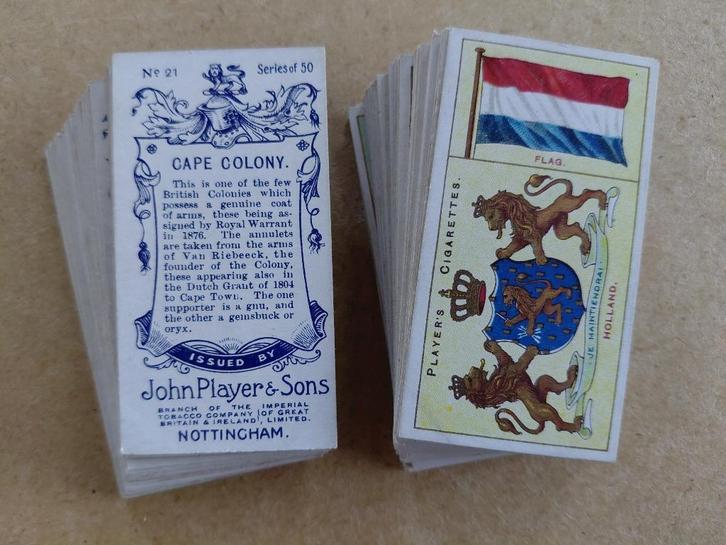 Nº 21 Series of 50
CAPE COLONY.
This is one of the few
British Colonies which
possess a genuine coat
of arms, these being as-
signed by Royal Warrant
in 1876. The annulets
are taken from the arms
of Van Riebeeck, the
founder of the Colony,
these appearing also in
the Dutch Grant of 1804
to Cape Town. The one
supporter is a gnu, and
the other a gemsbuck or
oryx.
ISSUED BY
John Player & Sons
BRANCH OF THE IMPERIAL
TOBACCO COMPANY (OF GREAT
BRITAIN & IRELAND), LIMITED.
NOTTINGHAM.
FLAG.
PLAYER'S CIGARETTES.
JE MAINTIENDRAI
HOLLAND.